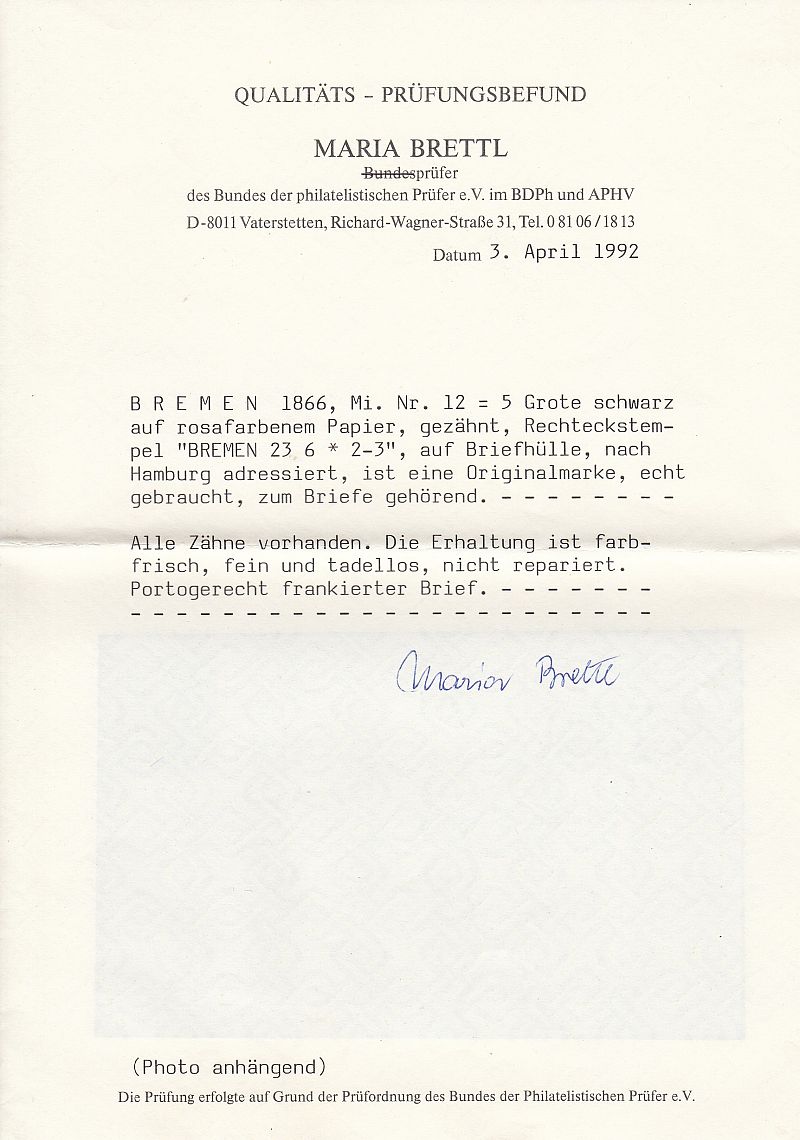 QUALITÄTS – PRÜFUNGSBEFUND
MARIA BRETTL
Bundesprüfer
des Bundes der philatelistischen Prüfer e.V. im BDPh und APHV
D-8011 Vaterstetten, Richard-Wagner-Straße 31, Tel. 0 81 06 / 18 13
Datum 3. April 1992
B R E M E N 1866, Mi. Nr. 12 = 5 Grote schwarz
auf rosafarbenem Papier, gezähnt, Rechteckstem-
pel "BREMEN 23 6 * 2-3", auf Briefhülle, nach
Hamburg adressiert, ist eine Originalmarke, echt
gebraucht, zum Briefe gehörend. - - - - - - - -
Alle Zähne vorhanden. Die Erhaltung ist farb-
frisch, fein und tadellos, nicht repariert.
Portogerecht frankierter Brief. - - - - - - -
- - - - - - - - - - - - - - - - - - - - - - -
Maria Brettl
(Photo anhängend)
Die Prüfung erfolgte auf Grund der Prüfordnung des Bundes der Philatelistischen Prüfer e.V.